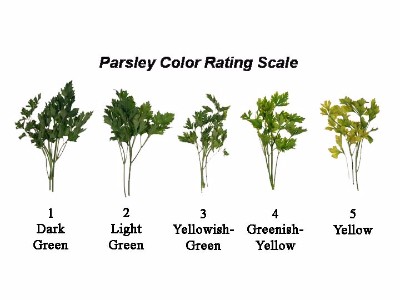 Parsley Color Rating Scale
1 2 3 4 5
Dark Light Yellowish- Greenish- Yellow
Green Green Green Yellow